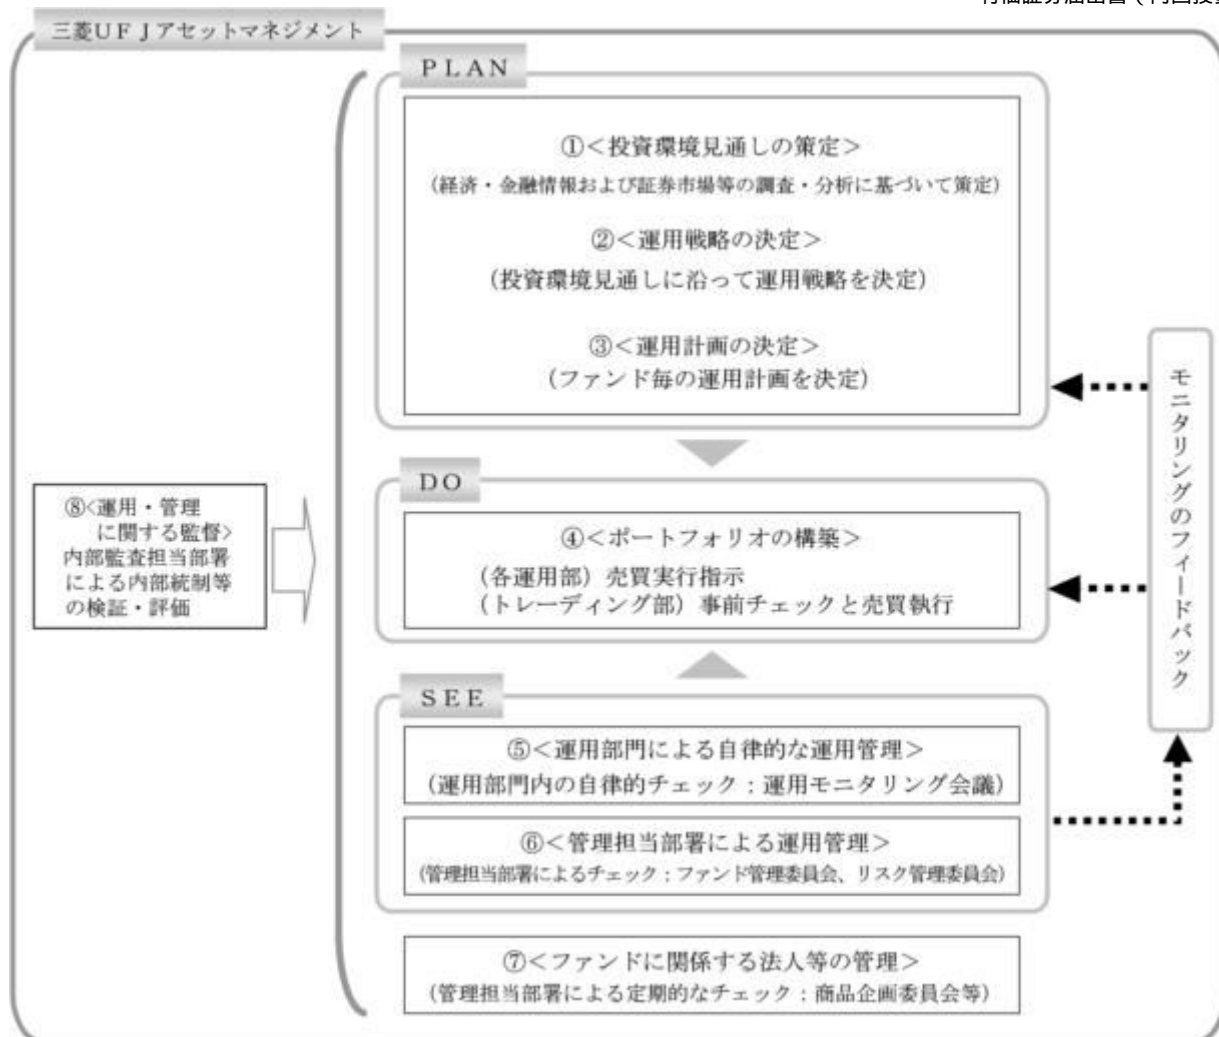 三菱UFJアセットマネジメント
PLAN
①<投資環境見通しの策定>
(経済・金融情報および証券市場等の調査・分析に基づいて策定)
②<運用戦略の決定>
(投資環境見通しに沿って運用戦略を決定)
③<運用計画の決定>
(ファンド毎の運用計画を決定)
モニタリングのフィードバック
DO
④<ポートフォリオの構築>
(各運用部)売買実行指示
(トレーディング部)事前チェックと売買執行
⑧<運用・管理
に関する監督>
内部監査担当部署
による内部統制等
の検証・評価
SEE
⑤<運用部門による自律的な運用管理>
(運用部門内の自律的チェック:運用モニタリング会議)
⑥<管理担当部署による運用管理>
(管理担当部署によるチェック:ファンド管理委員会、リスク管理委員会)
⑦<ファンドに関係する法人等の管理>
(管理担当部署による定期的なチェック:商品企画委員会等)